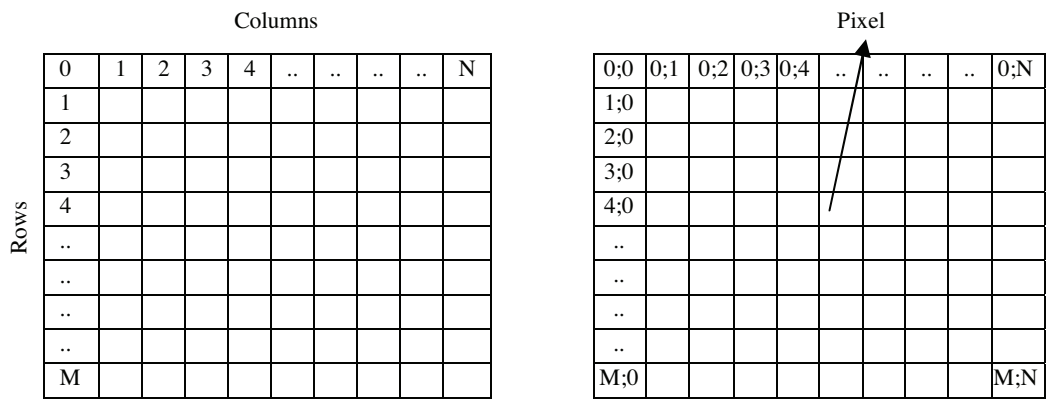 Columns
0 1 2 3 4 .. .. .. .. N
1
2
3
4
..
..
..
..
M
Rows
Pixel
0;0 0;1 0;2 0;3 0;4 .. .. .. .. 0;N
1;0
2;0
3;0
4;0
..
..
..
..
M;0 M;N